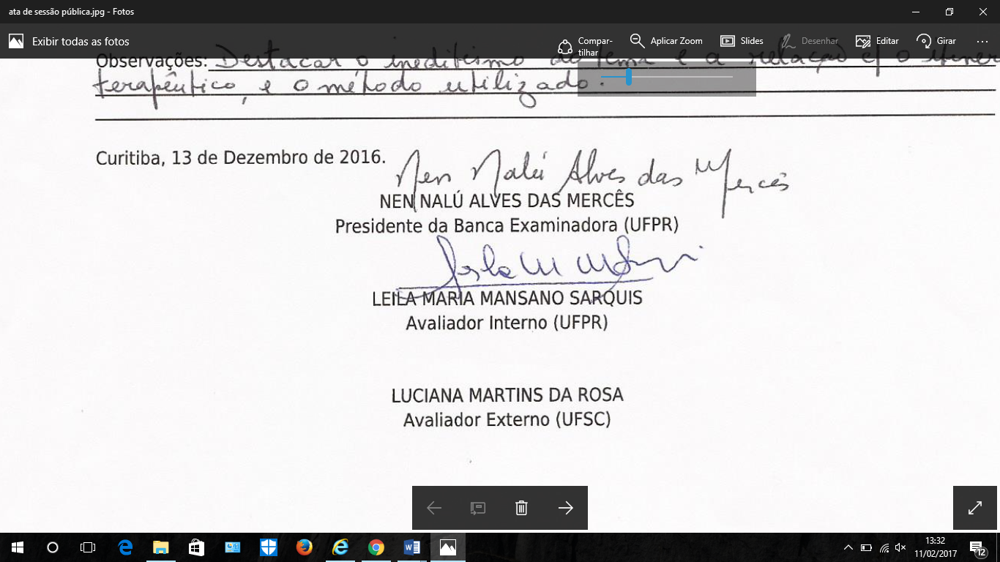 ata de sessão pública.jpg - Fotos
Exibir todas as fotos
Compar-
tilhar
Aplicar Zoom
Slides
Desenhar
Editar
Girar
Observações: Destacar o ineditismo do tema e a relação c/ o itiner
terapêutico, e o método utilizado.
Curitiba, 13 de Dezembro de 2016.
Nen Nalú Alves das Mercês
NEN NALÚ ALVES DAS MERCÊS
Presidente da Banca Examinadora (UFPR)
LEILA MARIA MANSANO SARQUIS
Avaliador Interno (UFPR)
LUCIANA MARTINS DA ROSA
Avaliador Externo (UFSC)
13:32
11/02/2017
12